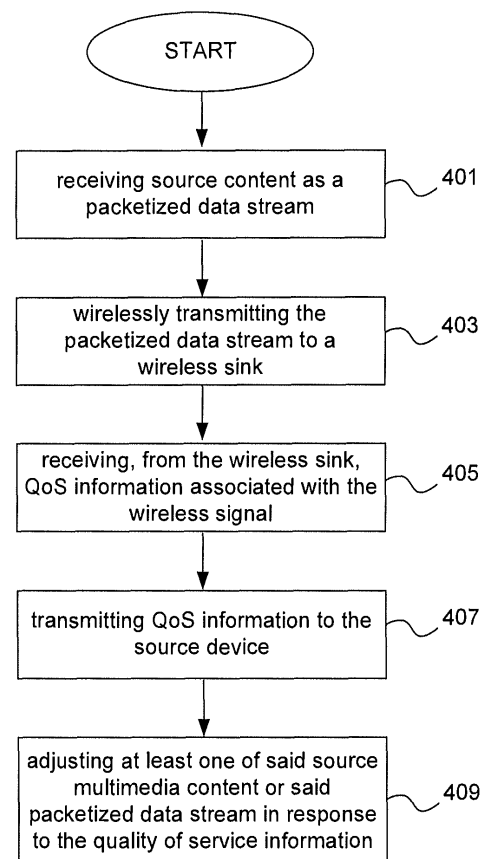 START
receiving source content as a
packetized data stream
401
wirelessly transmitting the
packetized data stream to a
wireless sink
403
receiving, from the wireless sink,
QoS information associated with the
wireless signal
405
transmitting QoS information to the
source device
407
adjusting at least one of said source
multimedia content or said
packetized data stream in response
to the quality of service information
409